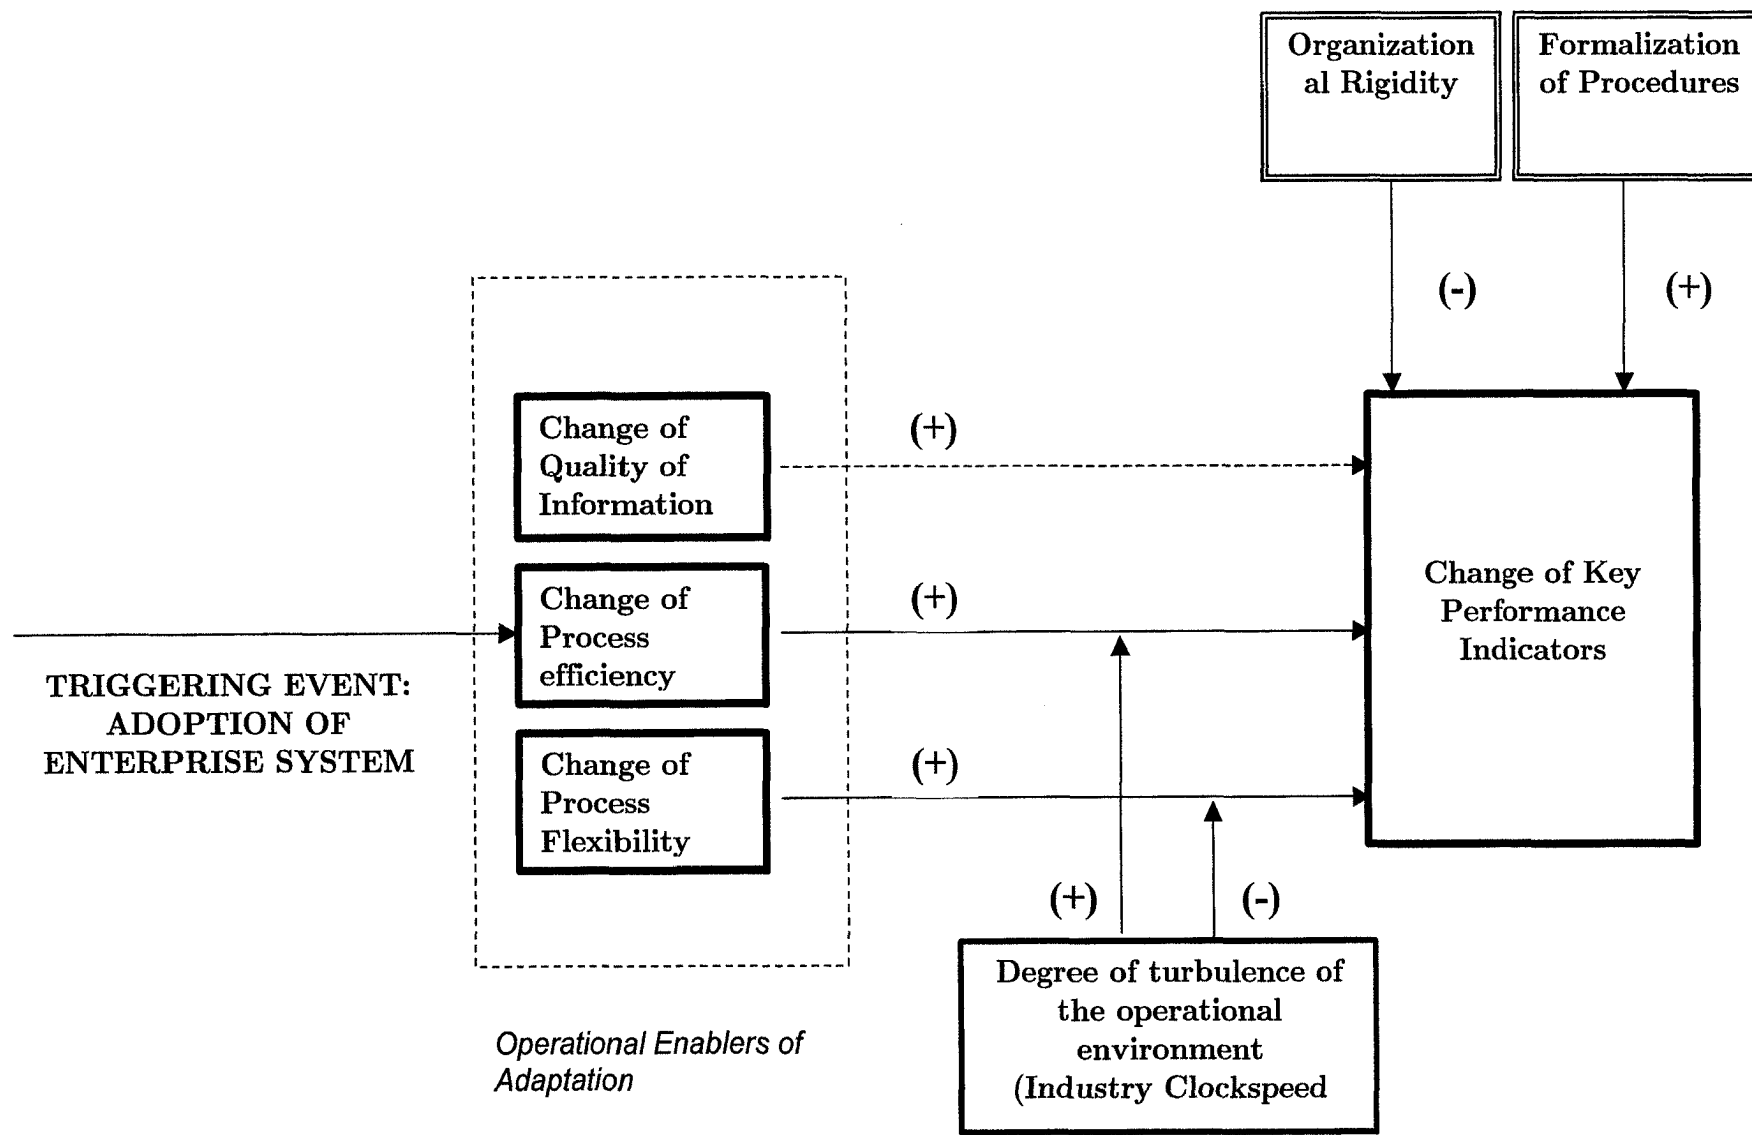 Organization
al Rigidity
Formalization
of Procedures
(-)
(+)
Change of
Quality of
Information
(+)
Change of
Process
efficiency
(+)
Change of Key
Performance
Indicators
TRIGGERING EVENT:
ADOPTION OF
ENTERPRISE SYSTEM
Change of
Process
Flexibility
(+)
(+)
(-)
Degree of turbulence of
the operational
environment
(Industry Clockspeed
Operational Enablers of
Adaptation